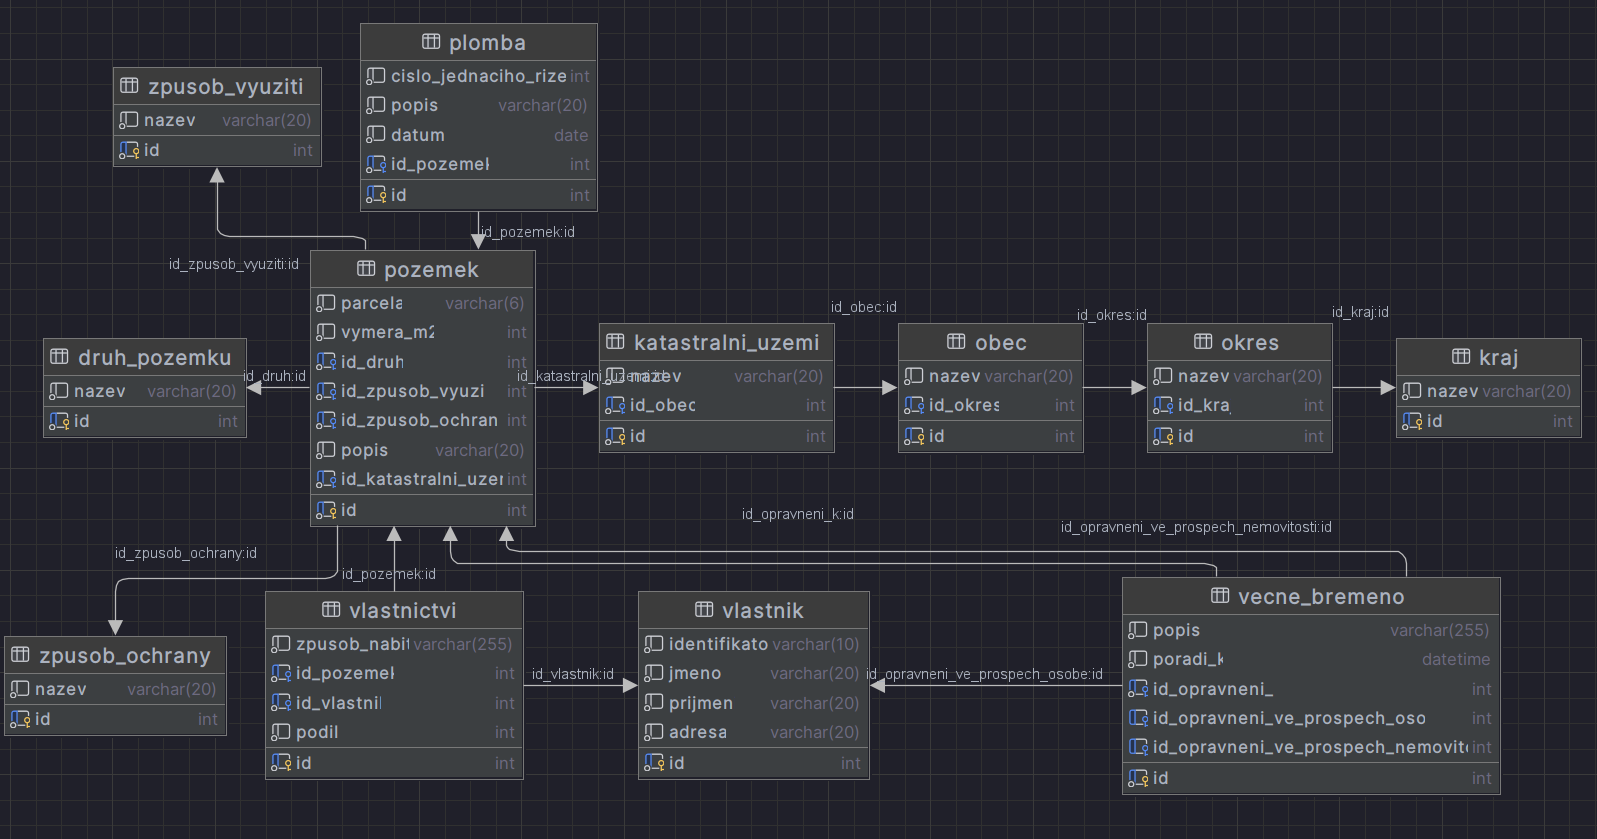 plomba
cislo_jednaciho_rize int
popis varchar(20)
datum date
id_pozemek int
id int
zpusob_vyuziti
nazev varchar(20)
id int
id_pozemek:id
id_zpusob_vyuziti:id
pozemek
parcela varchar(6)
vymera_m2 int
id_druh int
id_zpusob_vyuzi int
id_zpusob_ochran int
popis varchar(20)
id_katastralni_uzer int
id int
druh_pozemku
nazev varchar(20)
id int
id_druh:id
id_katastralni_uzemi:id
katastralni_uzemi
nazev varchar(20)
id_obec int
id int
id_obec:id
obec
nazev varchar(20)
id_okres int
id int
id_okres:id
okres
nazev varchar(20)
id_kraj int
id int
id_kraj:id
kraj
nazev varchar(20)
id int
id_opravneni_k:id
id_opravneni_ve_prospech_nemovitosti:id
id_zpusob_ochrany:id
id_pozemek:id
zpusob_ochrany
nazev varchar(20)
id int
vlastnictvi
zpusob_nabit varchar(255)
id_pozemek int
id_vlastnil int
podil int
id int
id_vlastnik:id
vlastnik
identifikato varchar(10)
jmeno varchar(20)
prijmen varchar(20)
adresa varchar(20)
id int
id_opravneni_ve_prospech_osobe:id
vecne_bremeno
popis varchar(255)
poradi_k datetime
id_opravneni_ int
id_opravneni_ve_prospech_oso int
id_opravneni_ve_prospech_nemovit int
id int